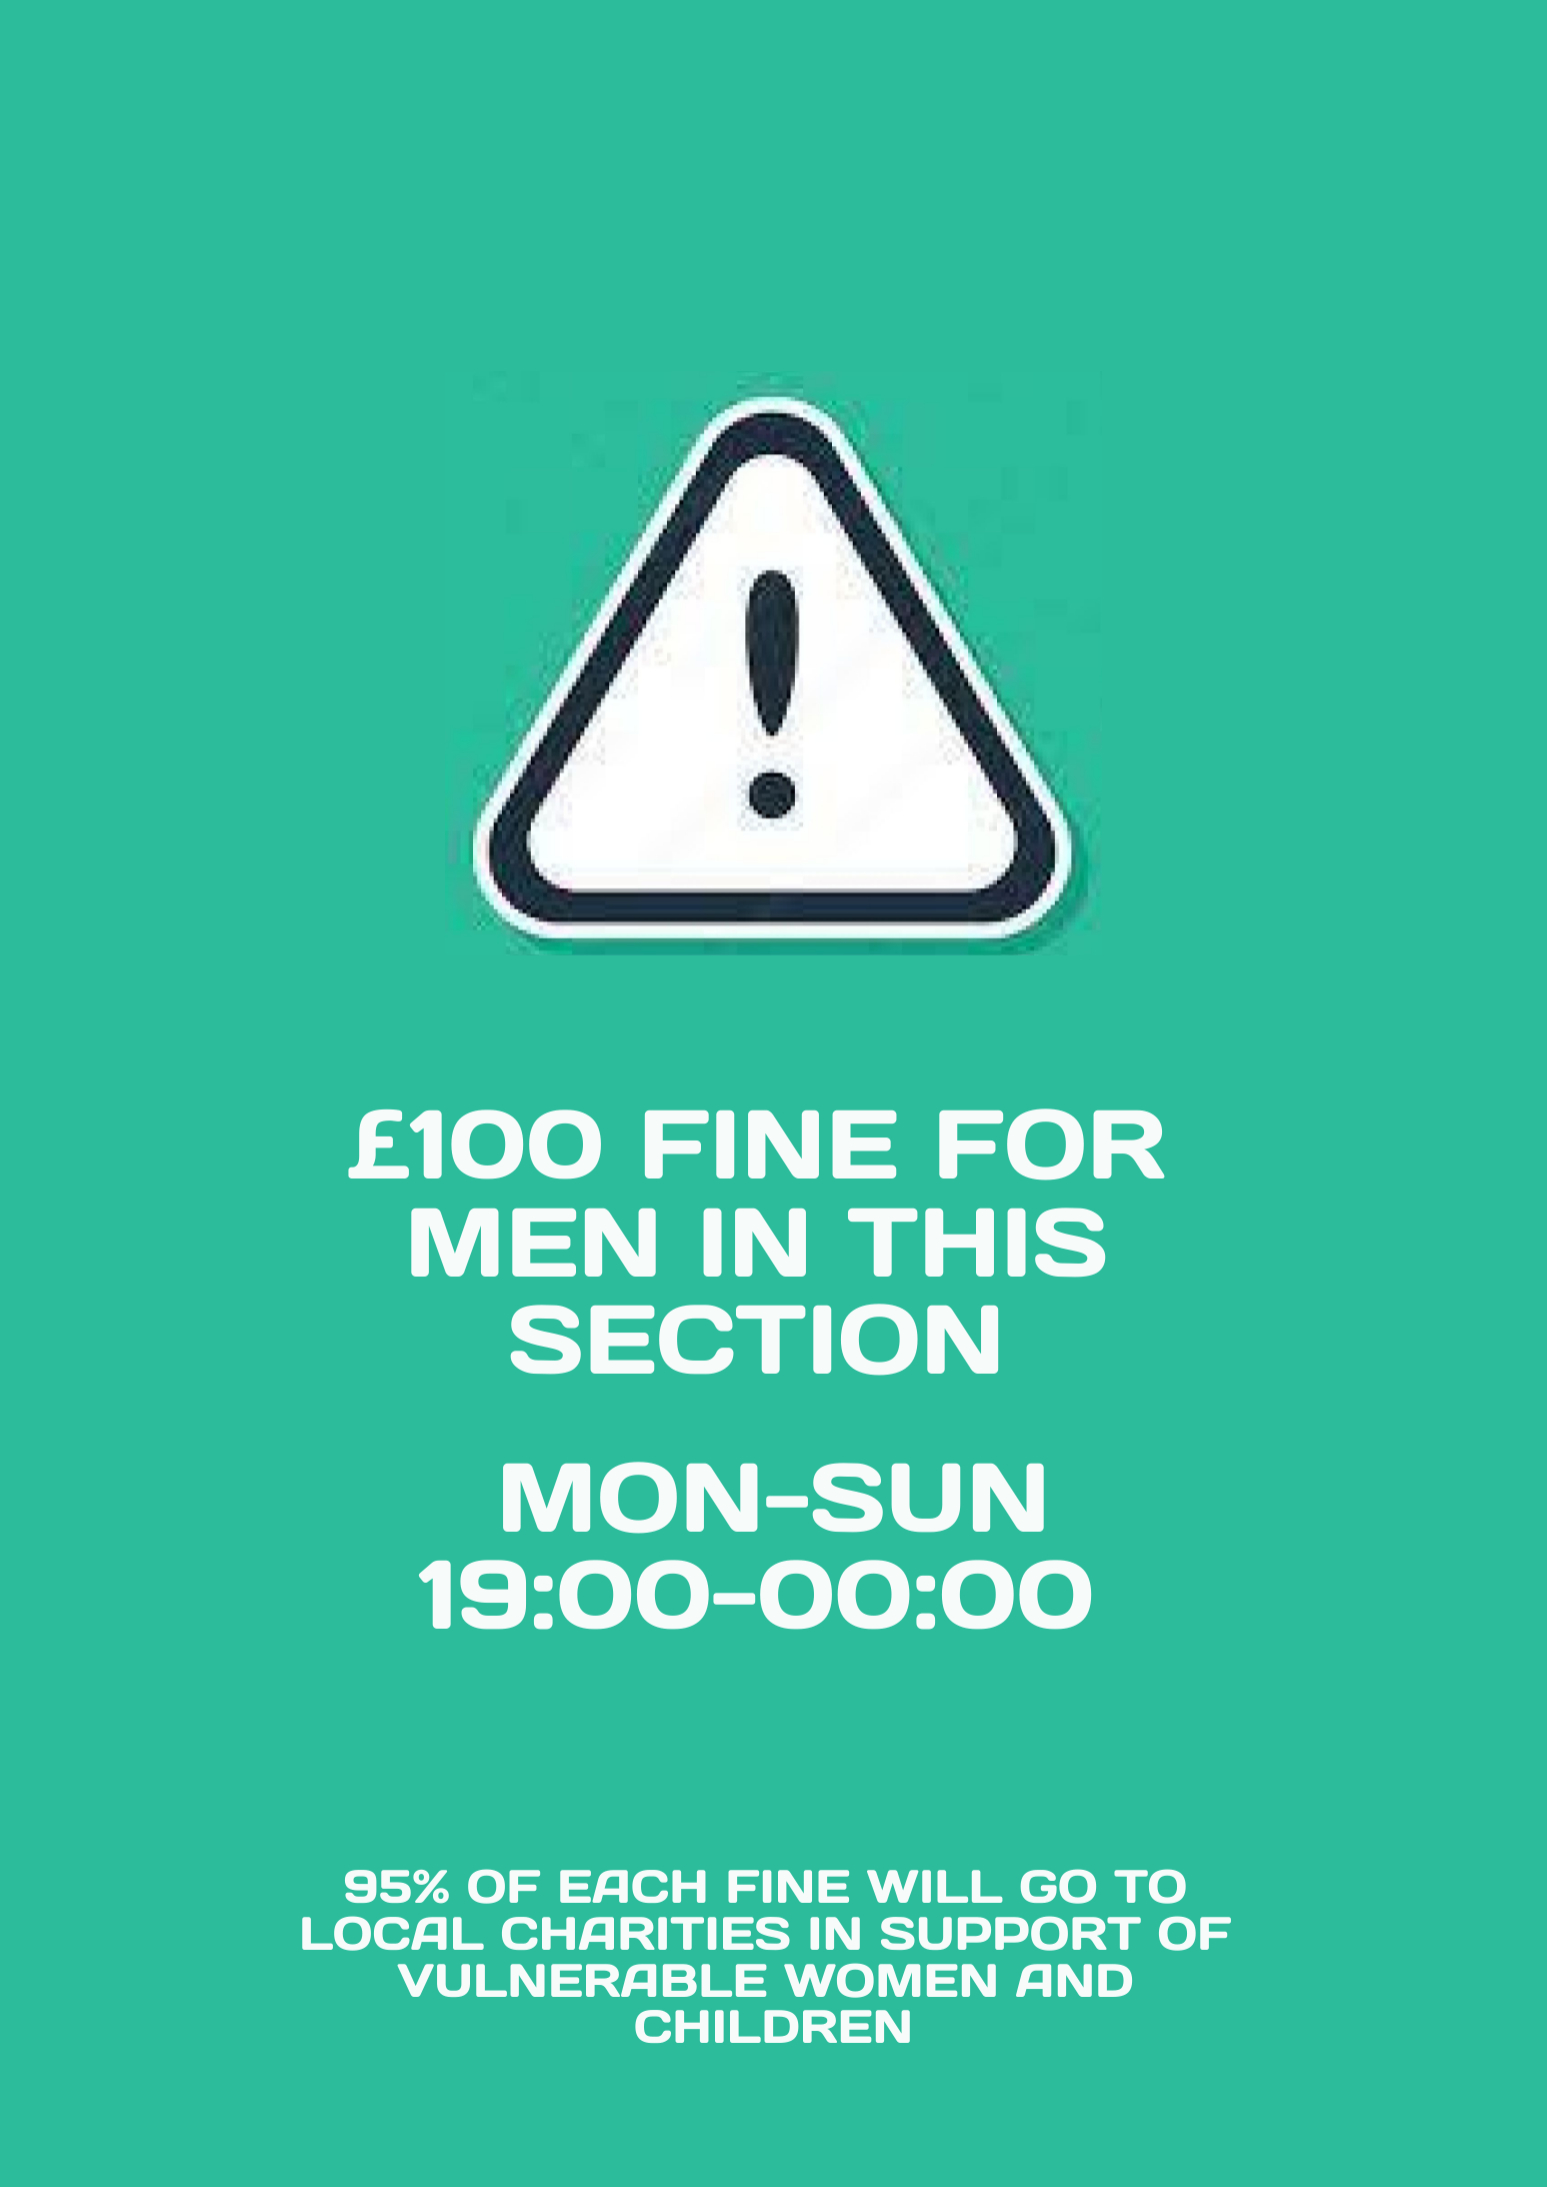 £100 FINE FOR
MEN IN THIS
SECTION
MON-SUN
19:00-00:00
95% OF EACH FINE WILL GO TO
LOCAL CHARITIES IN SUPPORT OF
VULNERABLE WOMEN AND
CHILDREN